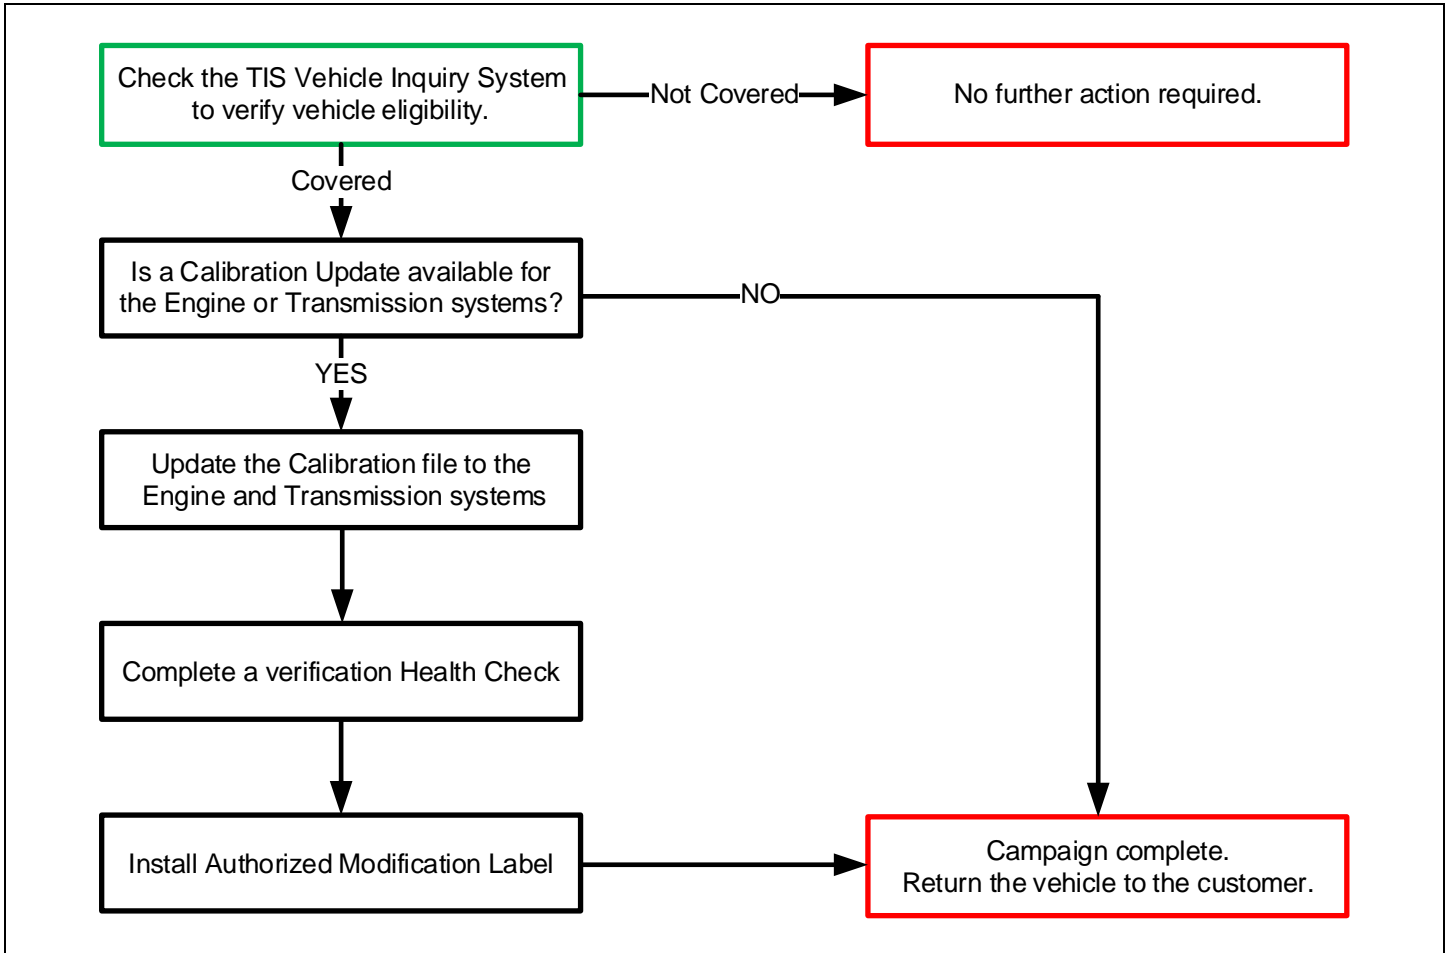 Check the TIS Vehicle Inquiry System
to verify vehicle eligibility.
Not Covered
No further action required.
Covered
Is a Calibration Update available for
the Engine or Transmission systems?
NO
YES
Update the Calibration file to the
Engine and Transmission systems
Complete a verification Health Check
Install Authorized Modification Label
Campaign complete.
Return the vehicle to the customer.